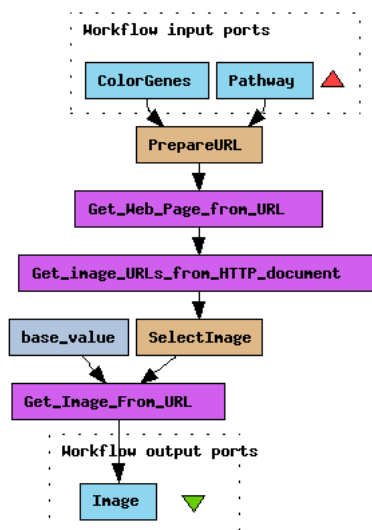 Workflow input ports
ColorGenes
Pathway
PrepareURL
Get_Web_Page_from_URL
Get_image_URLs_from_HTTP_document
base_value
SelectImage
Get_Image_From_URL
Workflow output ports
Image